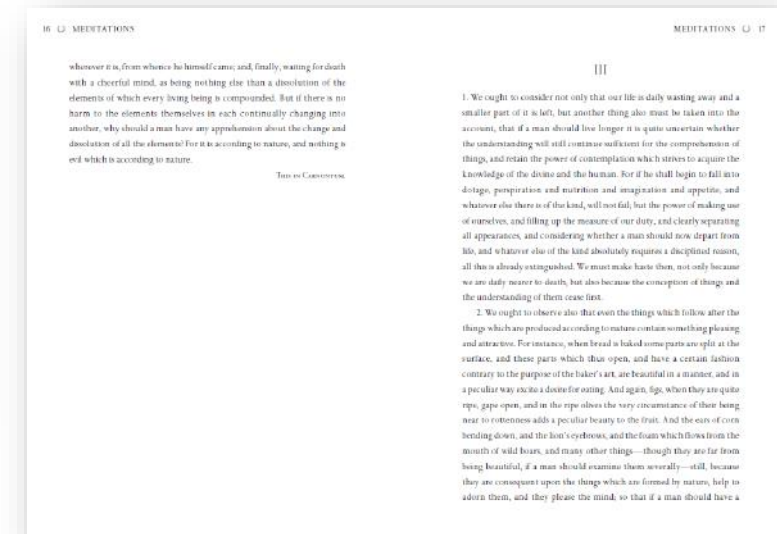 16 MEDITATIONS
wherever it is, from whence he himself came; and, finally, waiting for death
with a cheerful mind, as being nothing else than a dissolution of the
elements of which every living being is compounded. But if there is no
harm to the elements themselves in each continually changing into
another, why should a man have any apprehension about the change and
dissolution of all the elements? For it is according to nature, and nothing is
evil which is according to nature.
This in Carnuntum.
MEDITATIONS 17
III
1. We ought to consider not only that our life is daily wasting away and a
smaller part of it is left, but another thing also must be taken into the
account, that if a man should live longer it is quite uncertain whether
the understanding will still continue sufficient for the comprehension of
things, and retain the power of contemplation which strives to acquire the
knowledge of the divine and the human. For if he shall begin to fall into
dotage, perspiration and nutrition and imagination and appetite, and
whatever else there is of the kind, will not fail; but the power of making use
of ourselves, and filling up the measure of our duty, and clearly separating
all appearances, and considering whether a man should now depart from
life, and whatever else of the kind absolutely requires a disciplined reason,
all this is already extinguished. We must make haste then, not only because
we are daily nearer to death, but also because the conception of things and
the understanding of them cease first.
2. We ought to observe also that even the things which follow after the
things which are produced according to nature contain something pleasing
and attractive. For instance, when bread is baked some parts are split at the
surface, and these parts which thus open, and have a certain fashion
contrary to the purpose of the baker's art, are beautiful in a manner, and in
a peculiar way excite a desire for eating. And again, figs, when they are quite
ripe, gape open; and in the ripe olives the very circumstance of their being
near to rottenness adds a peculiar beauty to the fruit. And the ears of corn
bending down, and the lion's eyebrows, and the foam which flows from the
mouth of wild boars, and many other things—though they are far from
being beautiful, if a man should examine them severally—still, because
they are consequent upon the things which are formed by nature, help to
adorn them, and they please the mind; so that if a man should have a